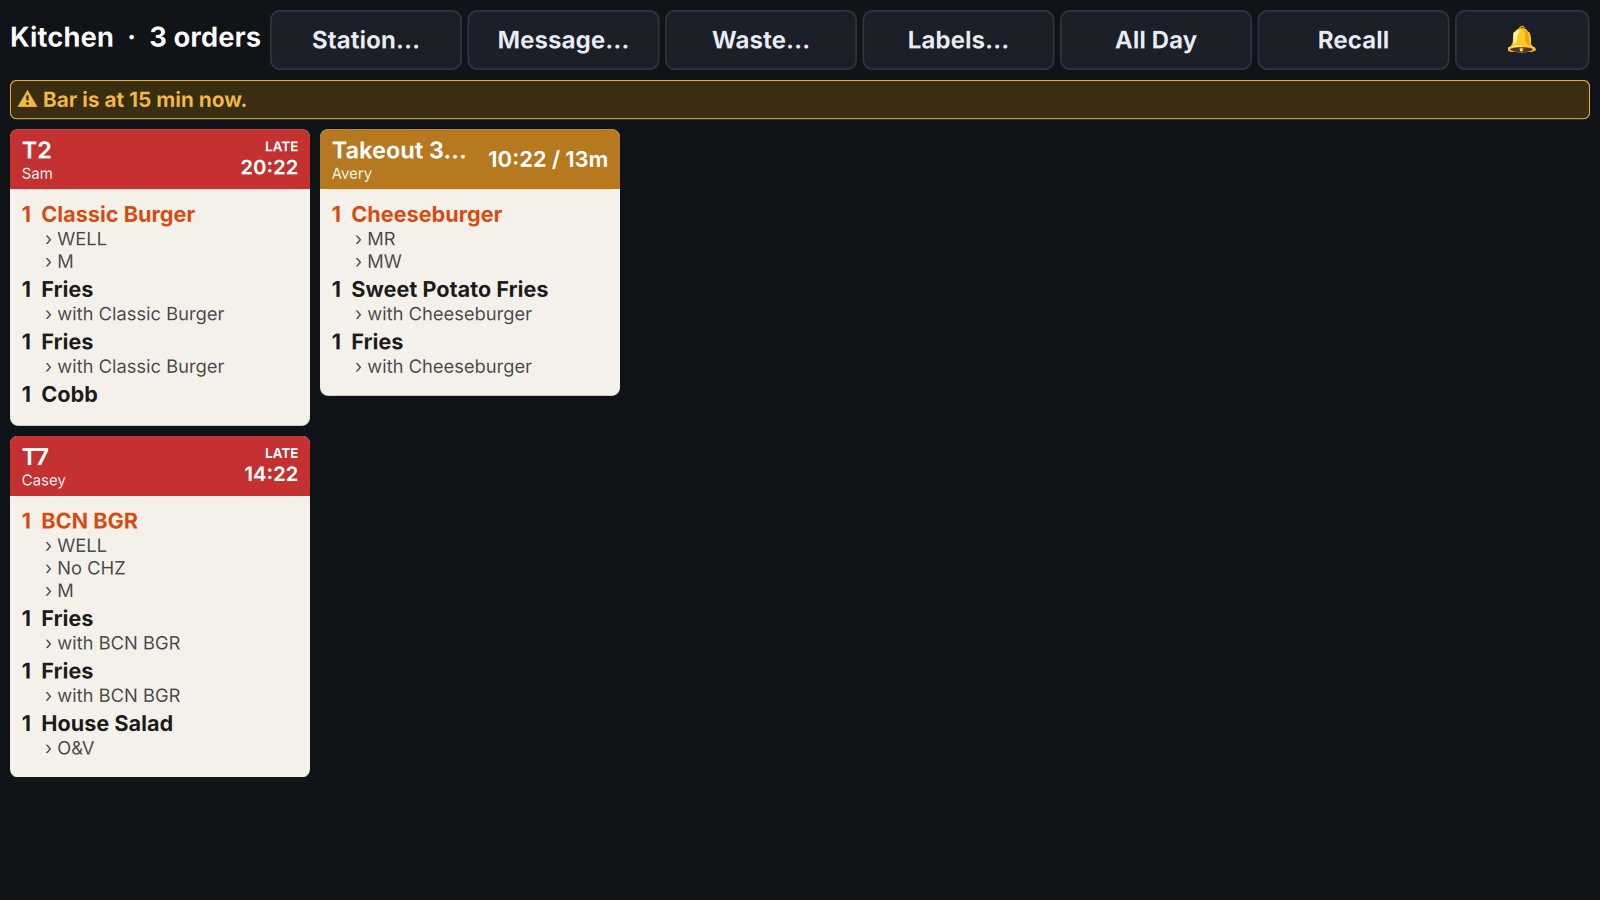 Kitchen · 3 orders
Station…
Message…
Waste…
Labels…
All Day
Recall
⚠ Bar is at 15 min now.
T2
Sam
LATE
20:22
1 Classic Burger
› WELL
› M
1 Fries
› with Classic Burger
1 Fries
› with Classic Burger
1 Cobb
T7
Casey
LATE
14:22
1 BCN BGR
› WELL
› No CHZ
› M
1 Fries
› with BCN BGR
1 Fries
› with BCN BGR
1 House Salad
› O&V
Takeout 3…
Avery
10:22 / 13m
1 Cheeseburger
› MR
› MW
1 Sweet Potato Fries
› with Cheeseburger
1 Fries
› with Cheeseburger